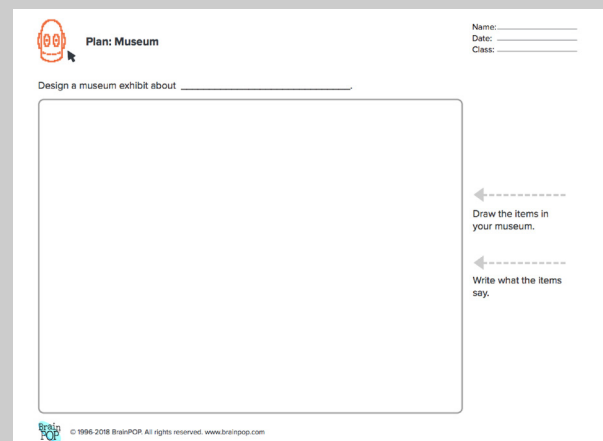 Plan: Museum
Name:
Date:
Class:
Design a museum exhibit about ______________________________.
Draw the items in
your museum.
Write what the items
say.
Brain
POP
© 1996-2018 BrainPOP. All rights reserved. www.brainpop.com